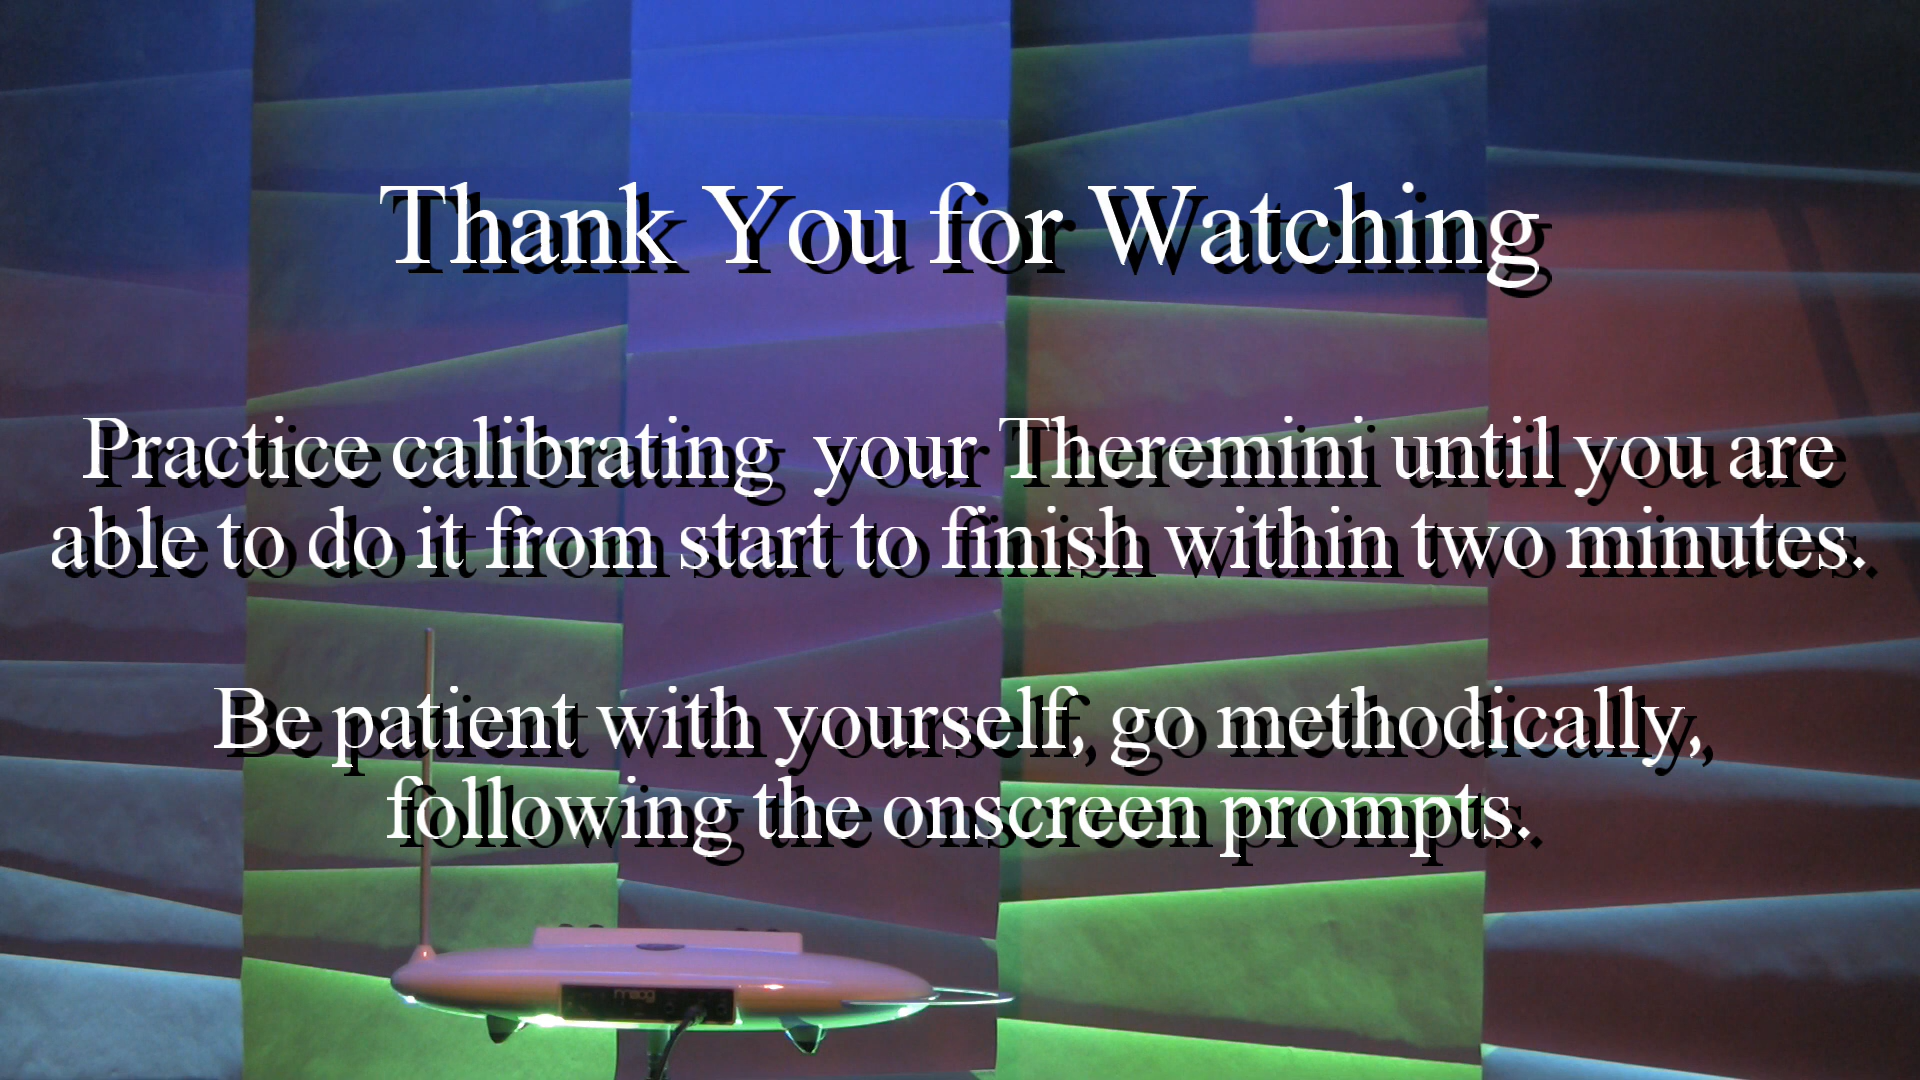 Thank You for Watching
Practice calibrating  your Theremini until you are
able to do it from start to finish within two minutes.
Be patient with yourself, go methodically,
following the onscreen prompts.
moog